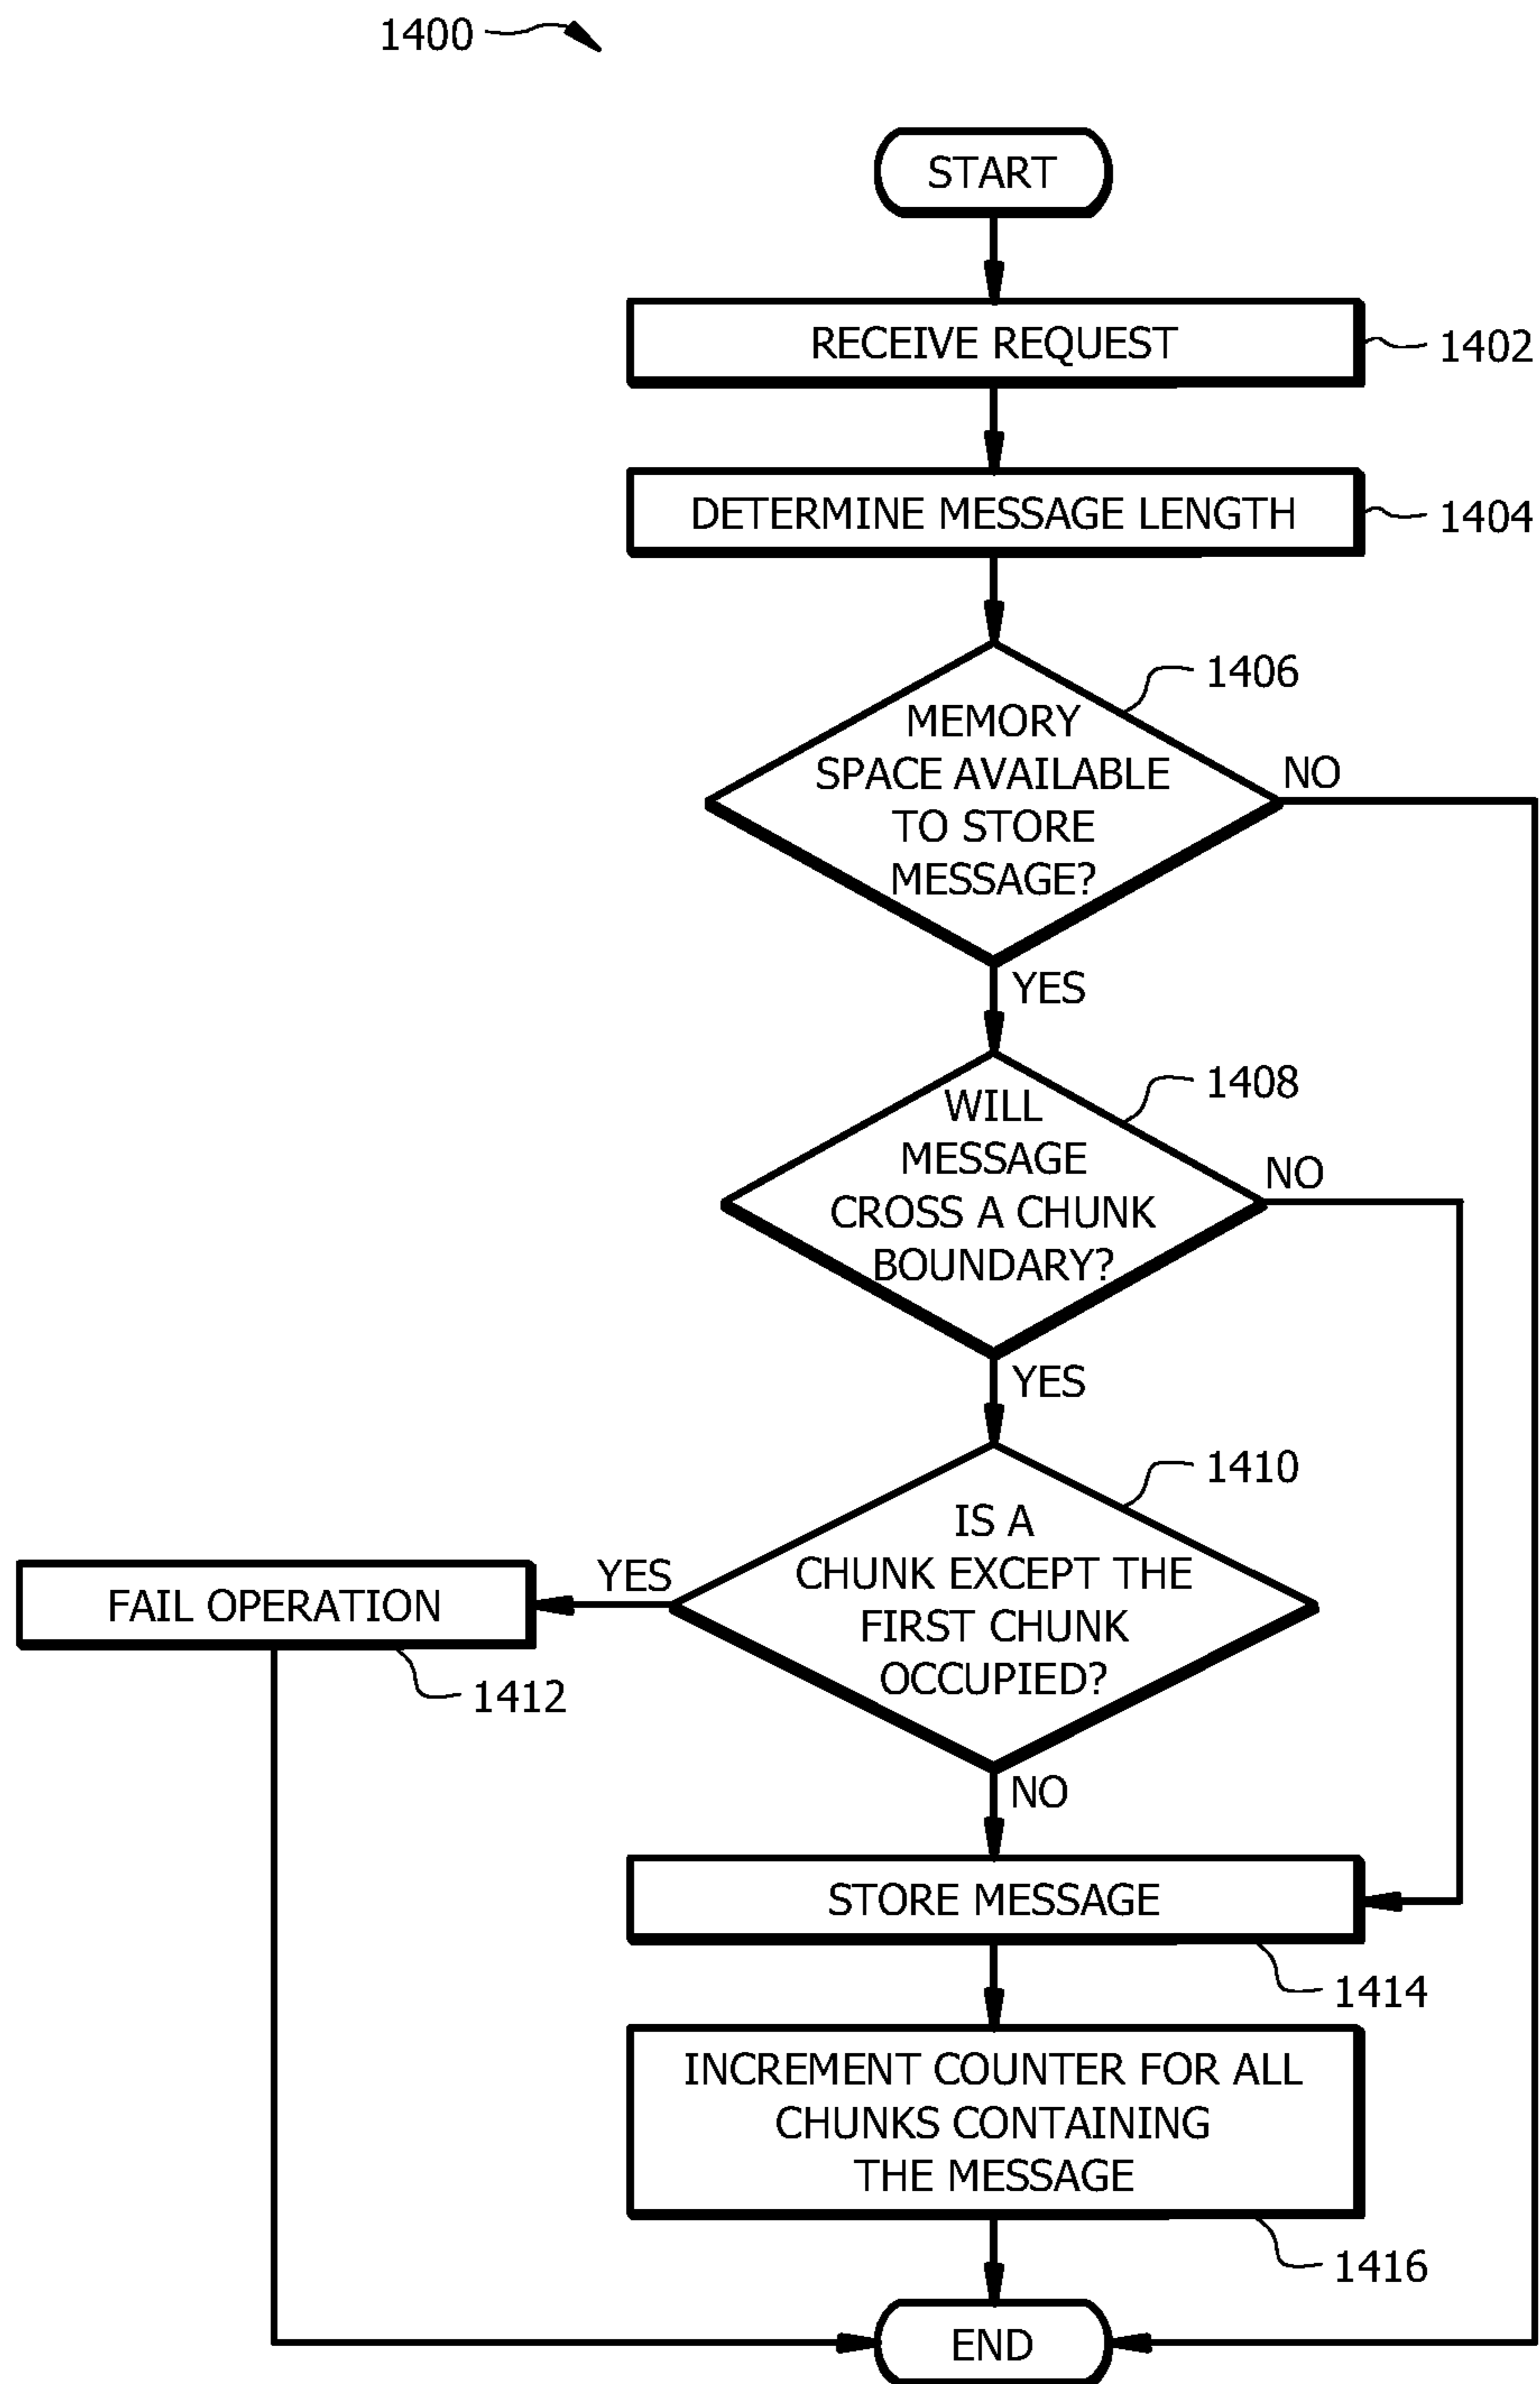 1400
START
RECEIVE REQUEST
1402
DETERMINE MESSAGE LENGTH
1404
1406
MEMORY
SPACE AVAILABLE
TO STORE
MESSAGE?
NO
YES
1408
WILL
MESSAGE
CROSS A CHUNK
BOUNDARY?
NO
YES
1410
IS A
CHUNK EXCEPT THE
FIRST CHUNK
OCCUPIED?
YES
FAIL OPERATION
1412
NO
STORE MESSAGE
1414
INCREMENT COUNTER FOR ALL
CHUNKS CONTAINING
THE MESSAGE
1416
END